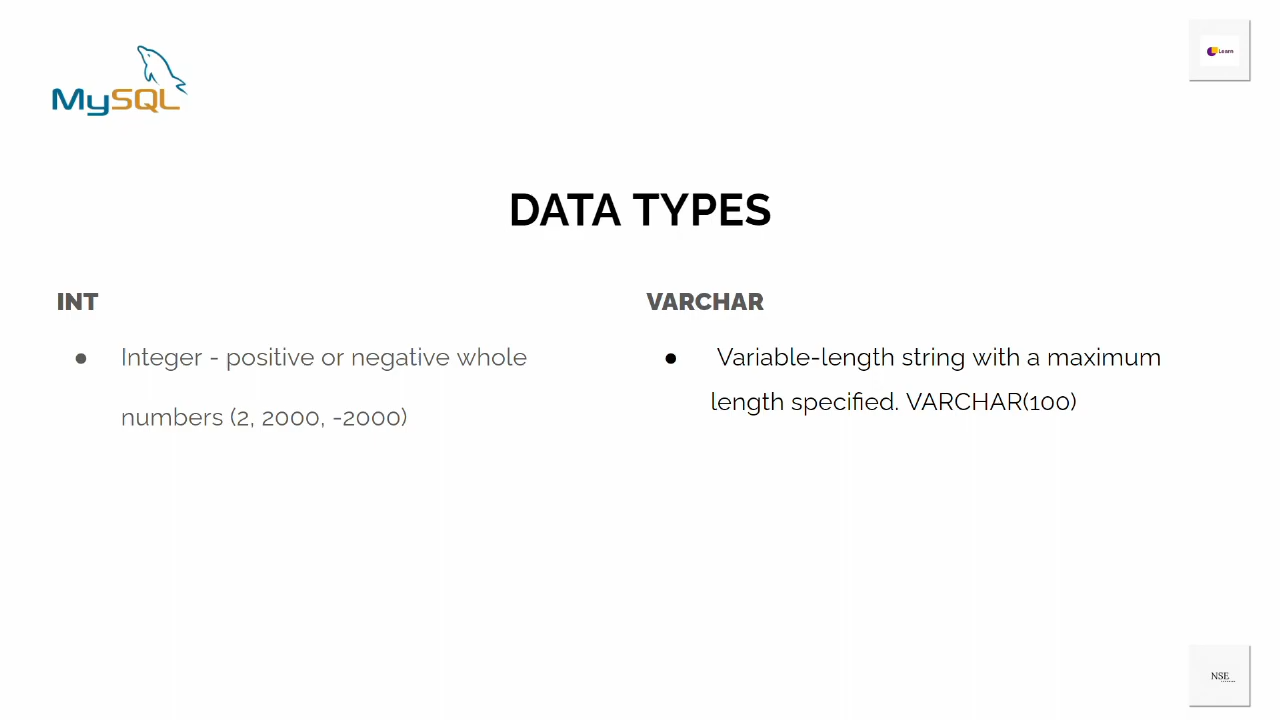 MySQL
Learn
DATA TYPES
INT
● Integer - positive or negative whole
numbers (2, 2000, -2000)
VARCHAR
● Variable-length string with a maximum
length specified. VARCHAR(100)
NSE